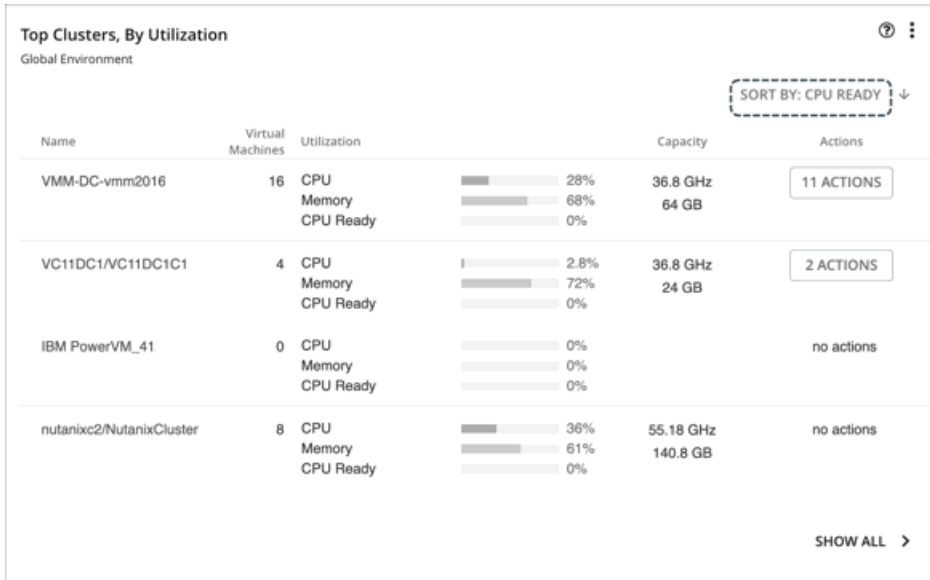 Top Clusters, By Utilization
Global Environment
SORT BY: CPU READY
Name Virtual Machines Utilization Capacity Actions
VMM-DC-vmm2016 16 CPU 28% 36.8 GHz 11 ACTIONS
Memory 68% 64 GB
CPU Ready 0%
VC11DC1/VC11DC1C1 4 CPU 2.8% 36.8 GHz 2 ACTIONS
Memory 72% 24 GB
CPU Ready 0%
IBM PowerVM_41 0 CPU 0% no actions
Memory 0%
CPU Ready 0%
nutanixc2/NutanixCluster 8 CPU 36% 55.18 GHz no actions
Memory 61% 140.8 GB
CPU Ready 0%
SHOW ALL